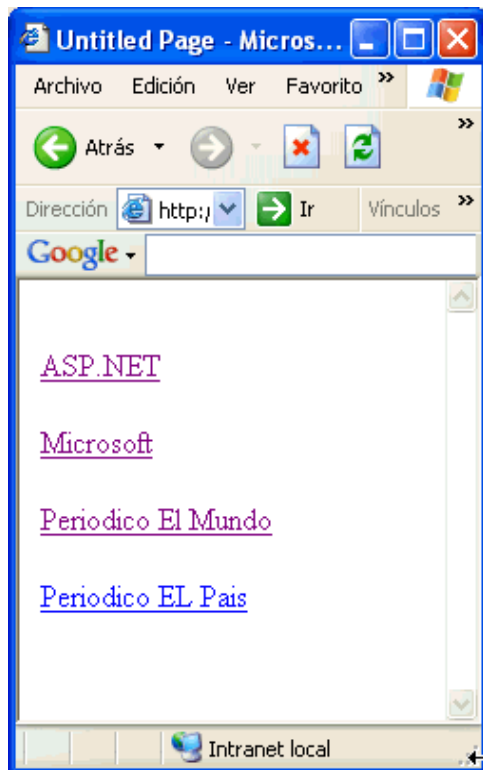 Untitled Page - Micros...
Archivo Edición Ver Favorito »
Atrás »
Dirección http:/ Ir Vínculos »
Google
ASP.NET
Microsoft
Periodico El Mundo
Periodico EL Pais
Intranet local